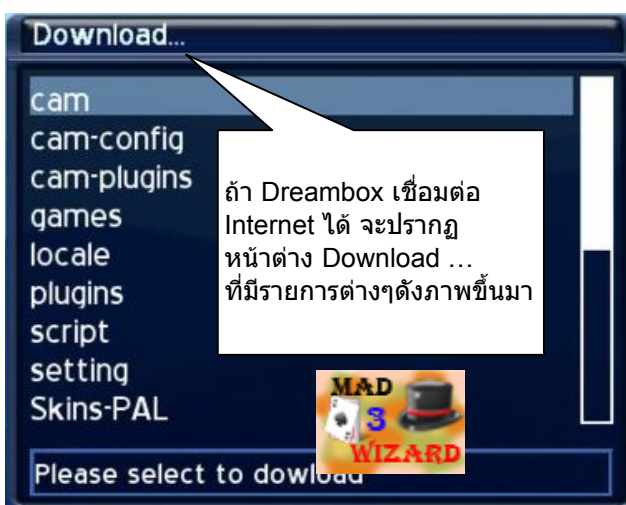 Download...
cam
cam-config
cam-plugins
games
locale
plugins
script
setting
Skins-PAL
ถ้า Dreambox เชื่อมต่อ
Internet ได้ จะปรากฏ
หน้าต่าง Download ...
ที่มีรายการต่างๆดังภาพขึ้นมา
MAD
3
WIZARD
Please select to dowload